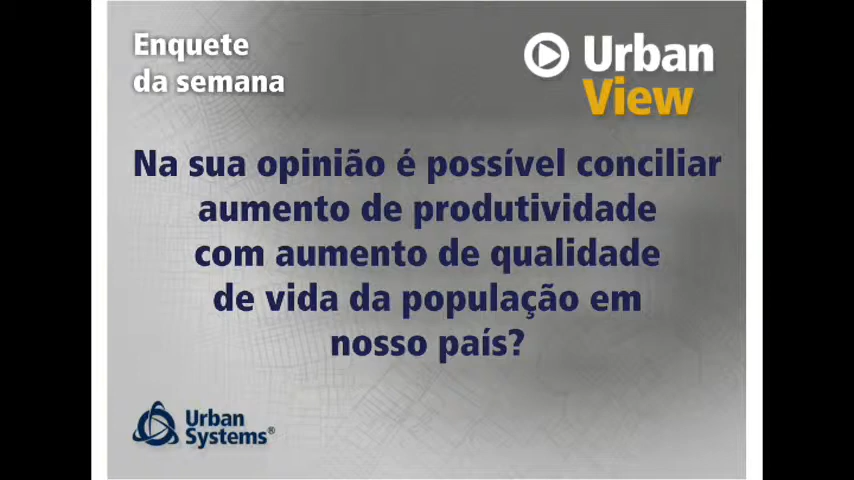 Enquete
da semana
Urban
View
Na sua opinião é possível conciliar
aumento de produtividade
com aumento de qualidade
de vida da população em
nosso país?
Urban
Systems®